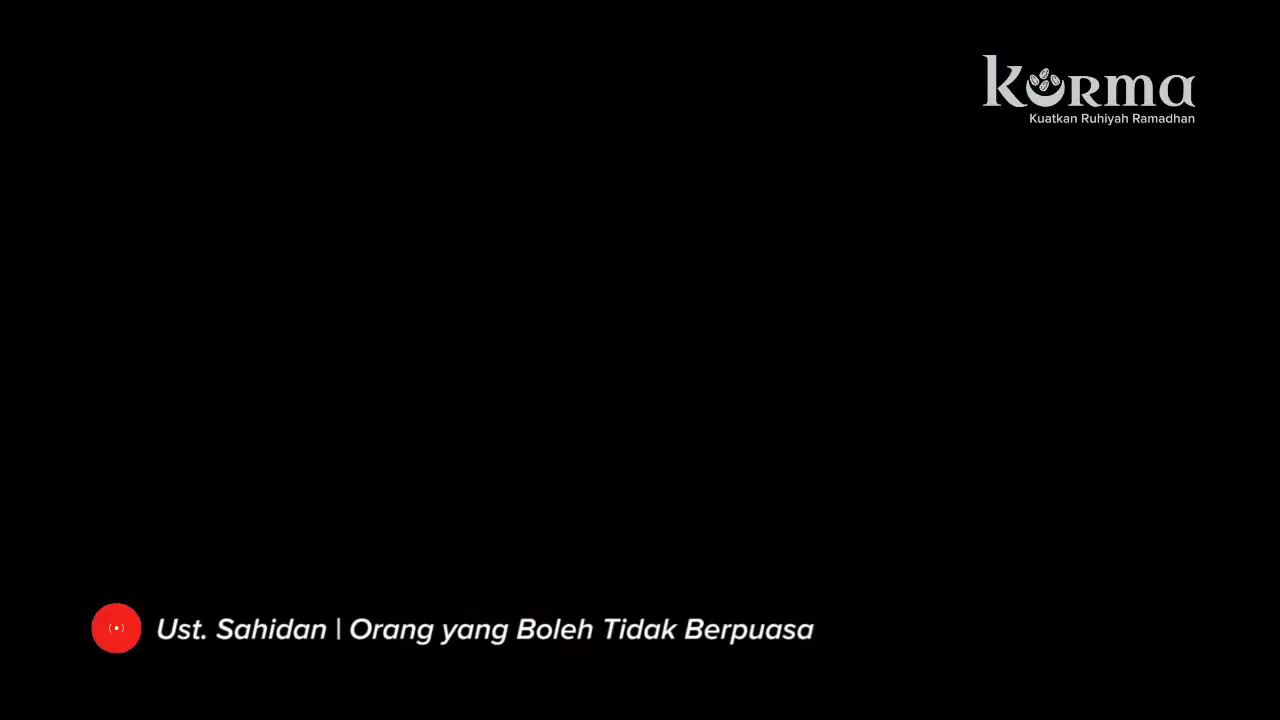 Kurma
Kuatkan Ruhiyah Ramadhan
Ust. Sahidan | Orang yang Boleh Tidak Berpuasa